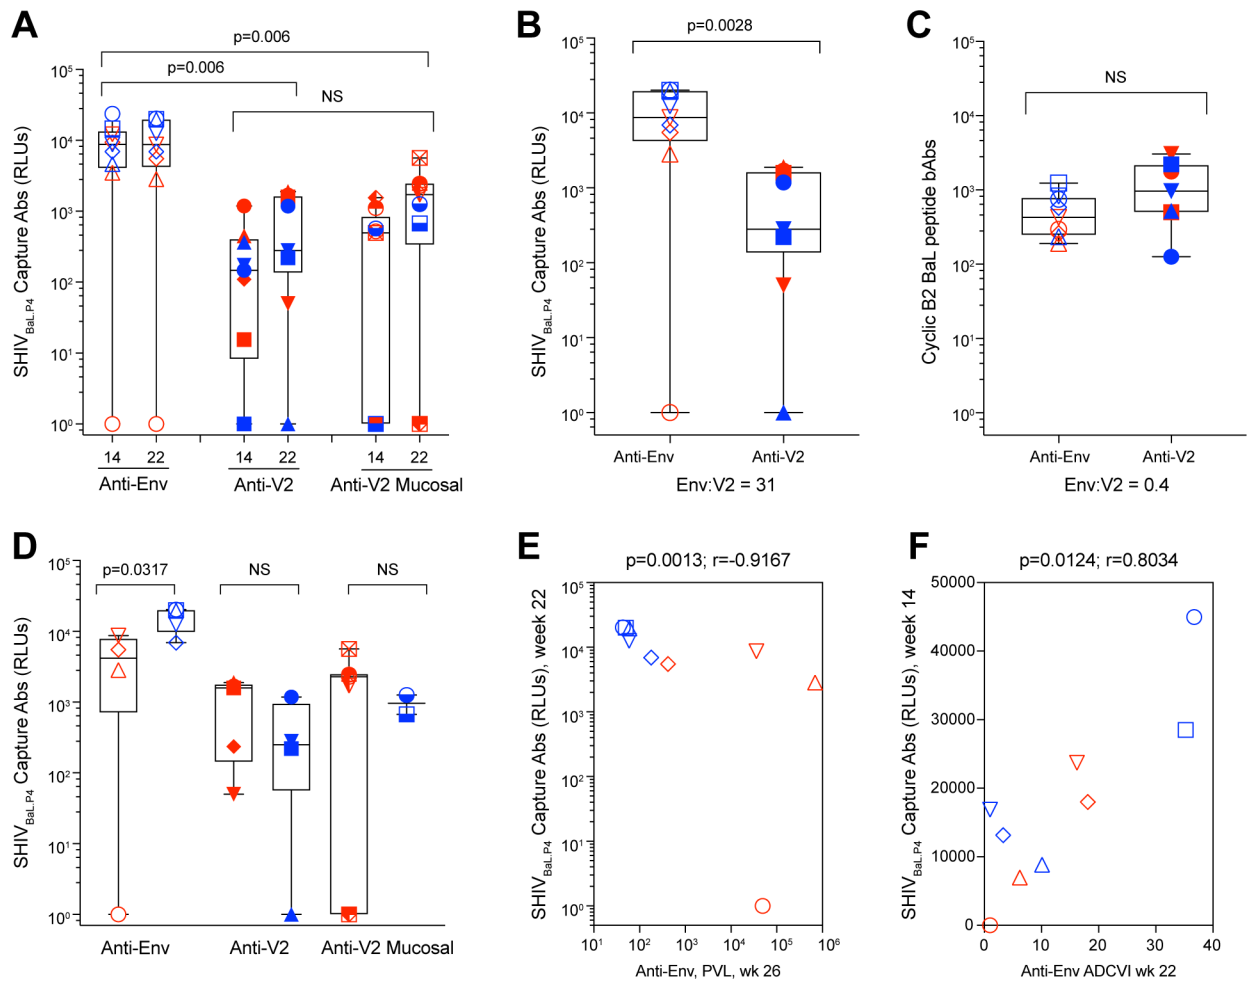 A
p=0.006
p=0.006
NS
SHIVBaL.P4 Capture Abs (RLUs)
10⁵
10⁴
10³
10²
10¹
10⁰
14 22 14 22 14 22
Anti-Env Anti-V2 Anti-V2 Mucosal
B
p=0.0028
SHIVBaL.P4 Capture Abs (RLUs)
10⁵
10⁴
10³
10²
10¹
10⁰
Anti-Env Anti-V2
Env:V2 = 31
C
NS
Cyclic B2 BaL peptide bAbs
10⁵
10⁴
10³
10²
10¹
10⁰
Anti-Env Anti-V2
Env:V2 = 0.4
D
p=0.0317 NS NS
SHIVBaL.P4 Capture Abs (RLUs)
10⁵
10⁴
10³
10²
10¹
10⁰
Anti-Env Anti-V2 Anti-V2 Mucosal
E
p=0.0013; r=-0.9167
SHIVBaL.P4 Capture Abs (RLUs), week 22
10⁵
10⁴
10³
10²
10¹
10⁰
10¹ 10² 10³ 10⁴ 10⁵ 10⁶
Anti-Env, PVL, wk 26
F
p=0.0124; r=0.8034
SHIVBaL.P4 Capture Abs (RLUs), week 14
50000
40000
30000
20000
10000
0
0 10 20 30 40
Anti-Env ADCVI wk 22